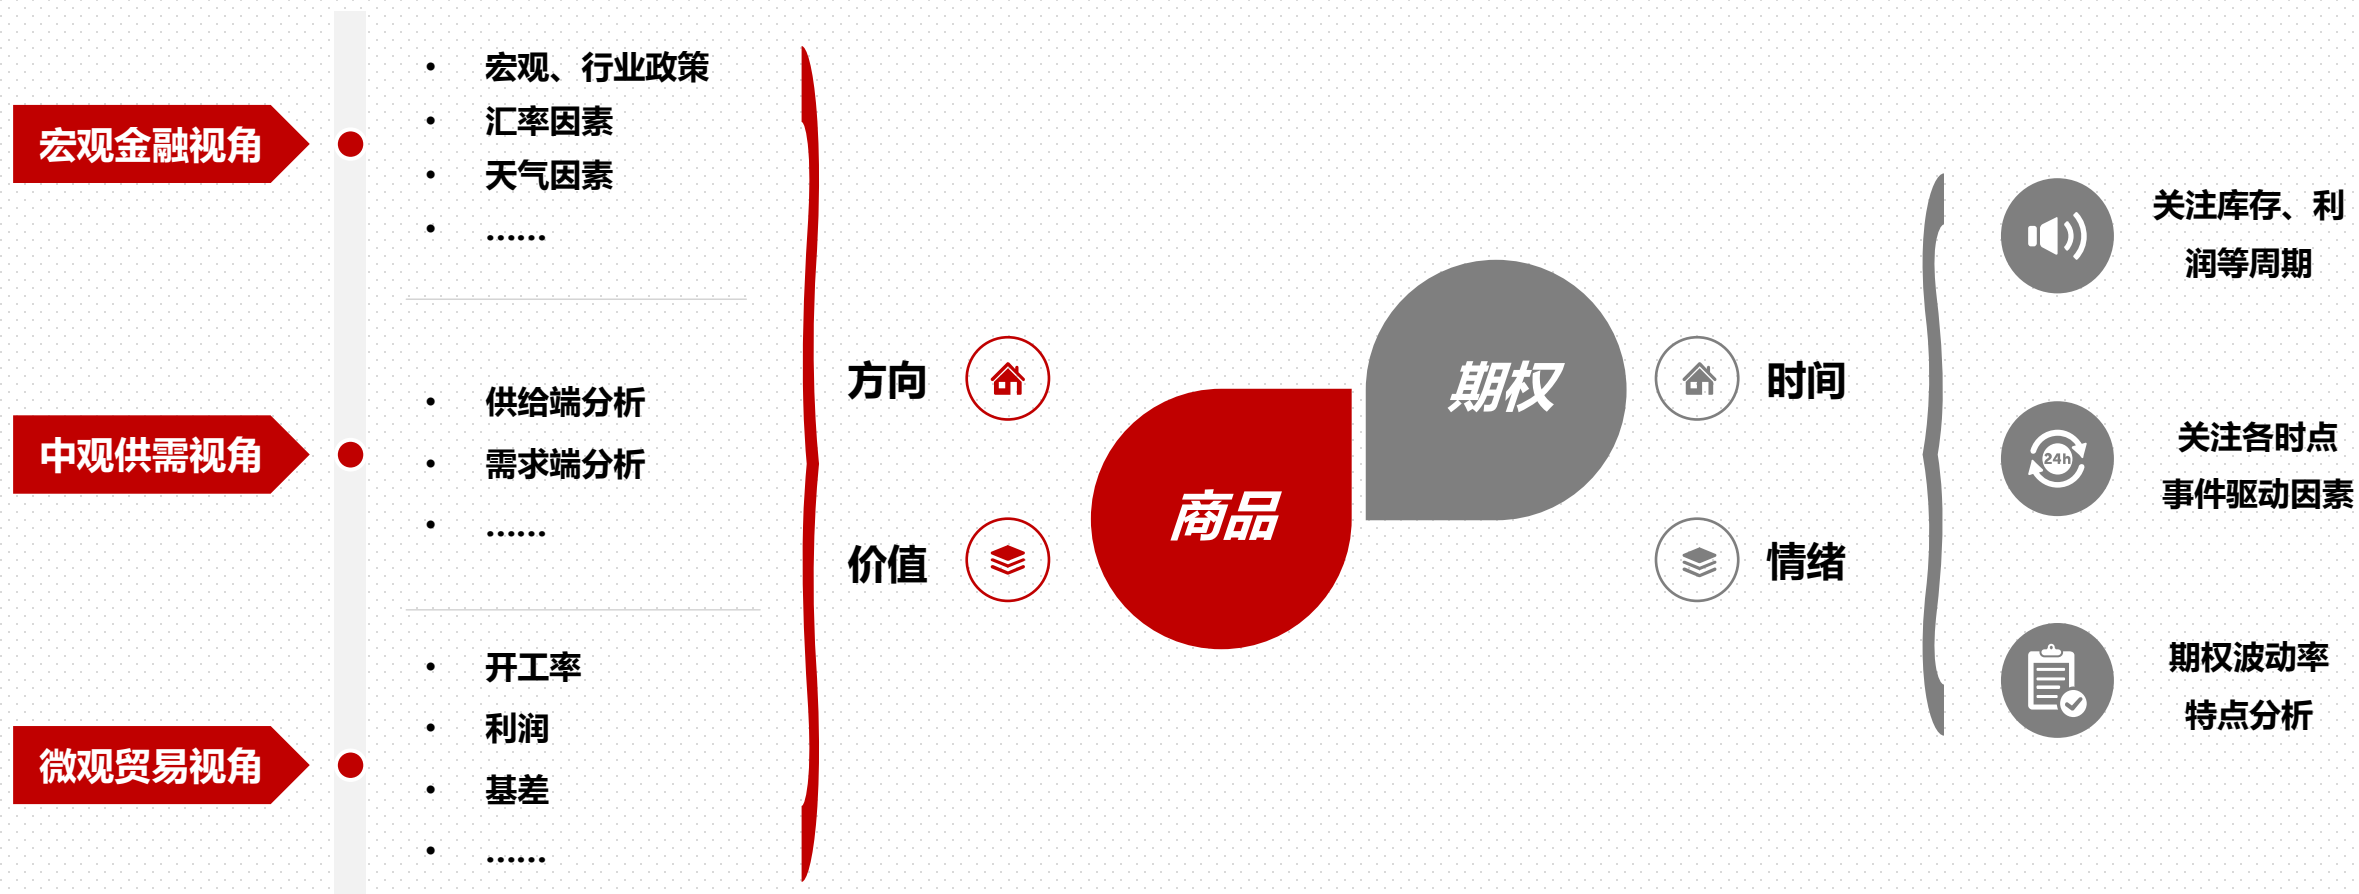 宏观金融视角
• 宏观、行业政策
• 汇率因素
• 天气因素
• ……
中观供需视角
• 供给端分析
• 需求端分析
• ……
微观贸易视角
• 开工率
• 利润
• 基差
• ……
方向
价值
商品
期权
时间
情绪
关注库存、利
润等周期
24h
关注各时点
事件驱动因素
期权波动率
特点分析